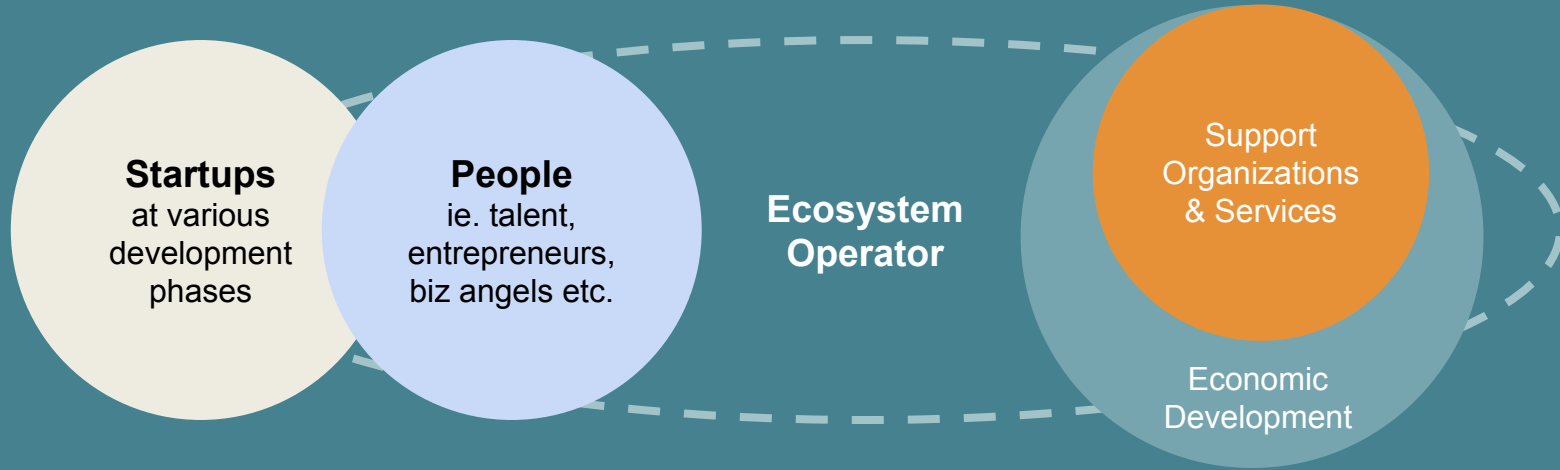 Startups
at various
development
phases
People
ie. talent,
entrepreneurs,
biz angels etc.
Ecosystem
Operator
Support
Organizations
& Services
Economic
Development